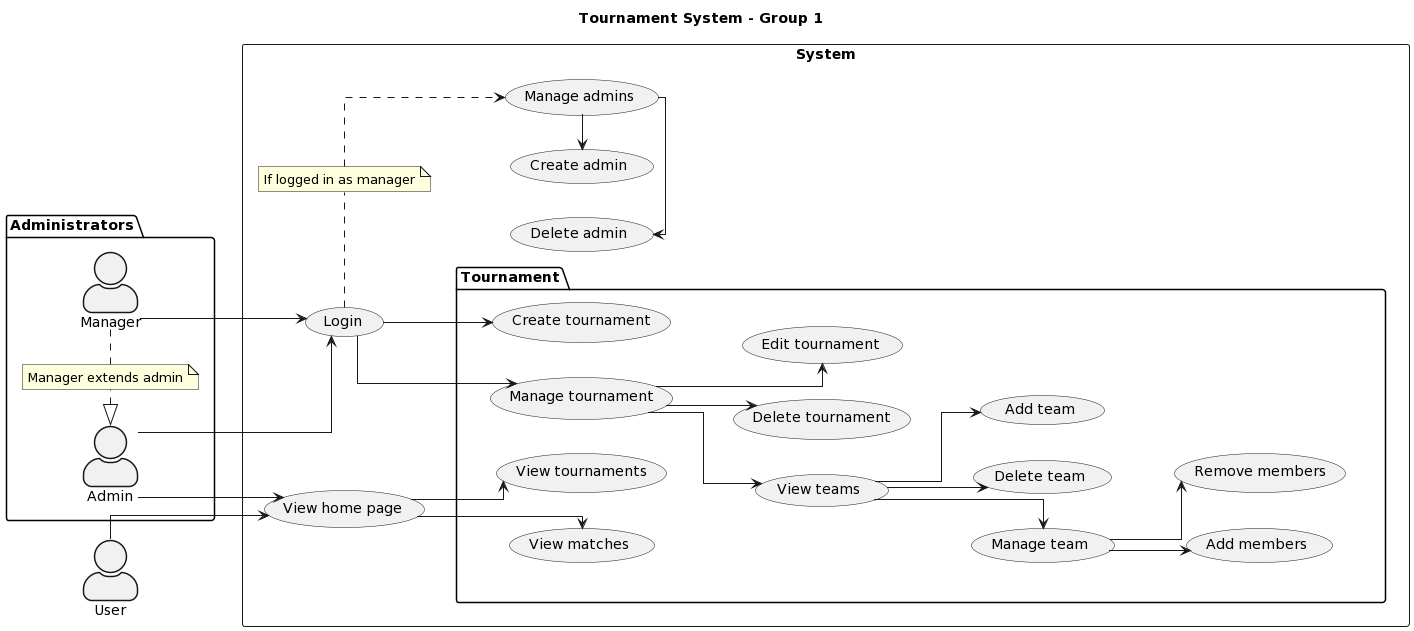 Tournament System - Group 1
System
Manage admins
If logged in as manager
Create admin
Delete admin
Administrators
Manager
Manager extends admin
Admin
User
Login
View home page
Tournament
Create tournament
Manage tournament
Edit tournament
Delete tournament
View tournaments
View matches
View teams
Add team
Delete team
Manage team
Remove members
Add members